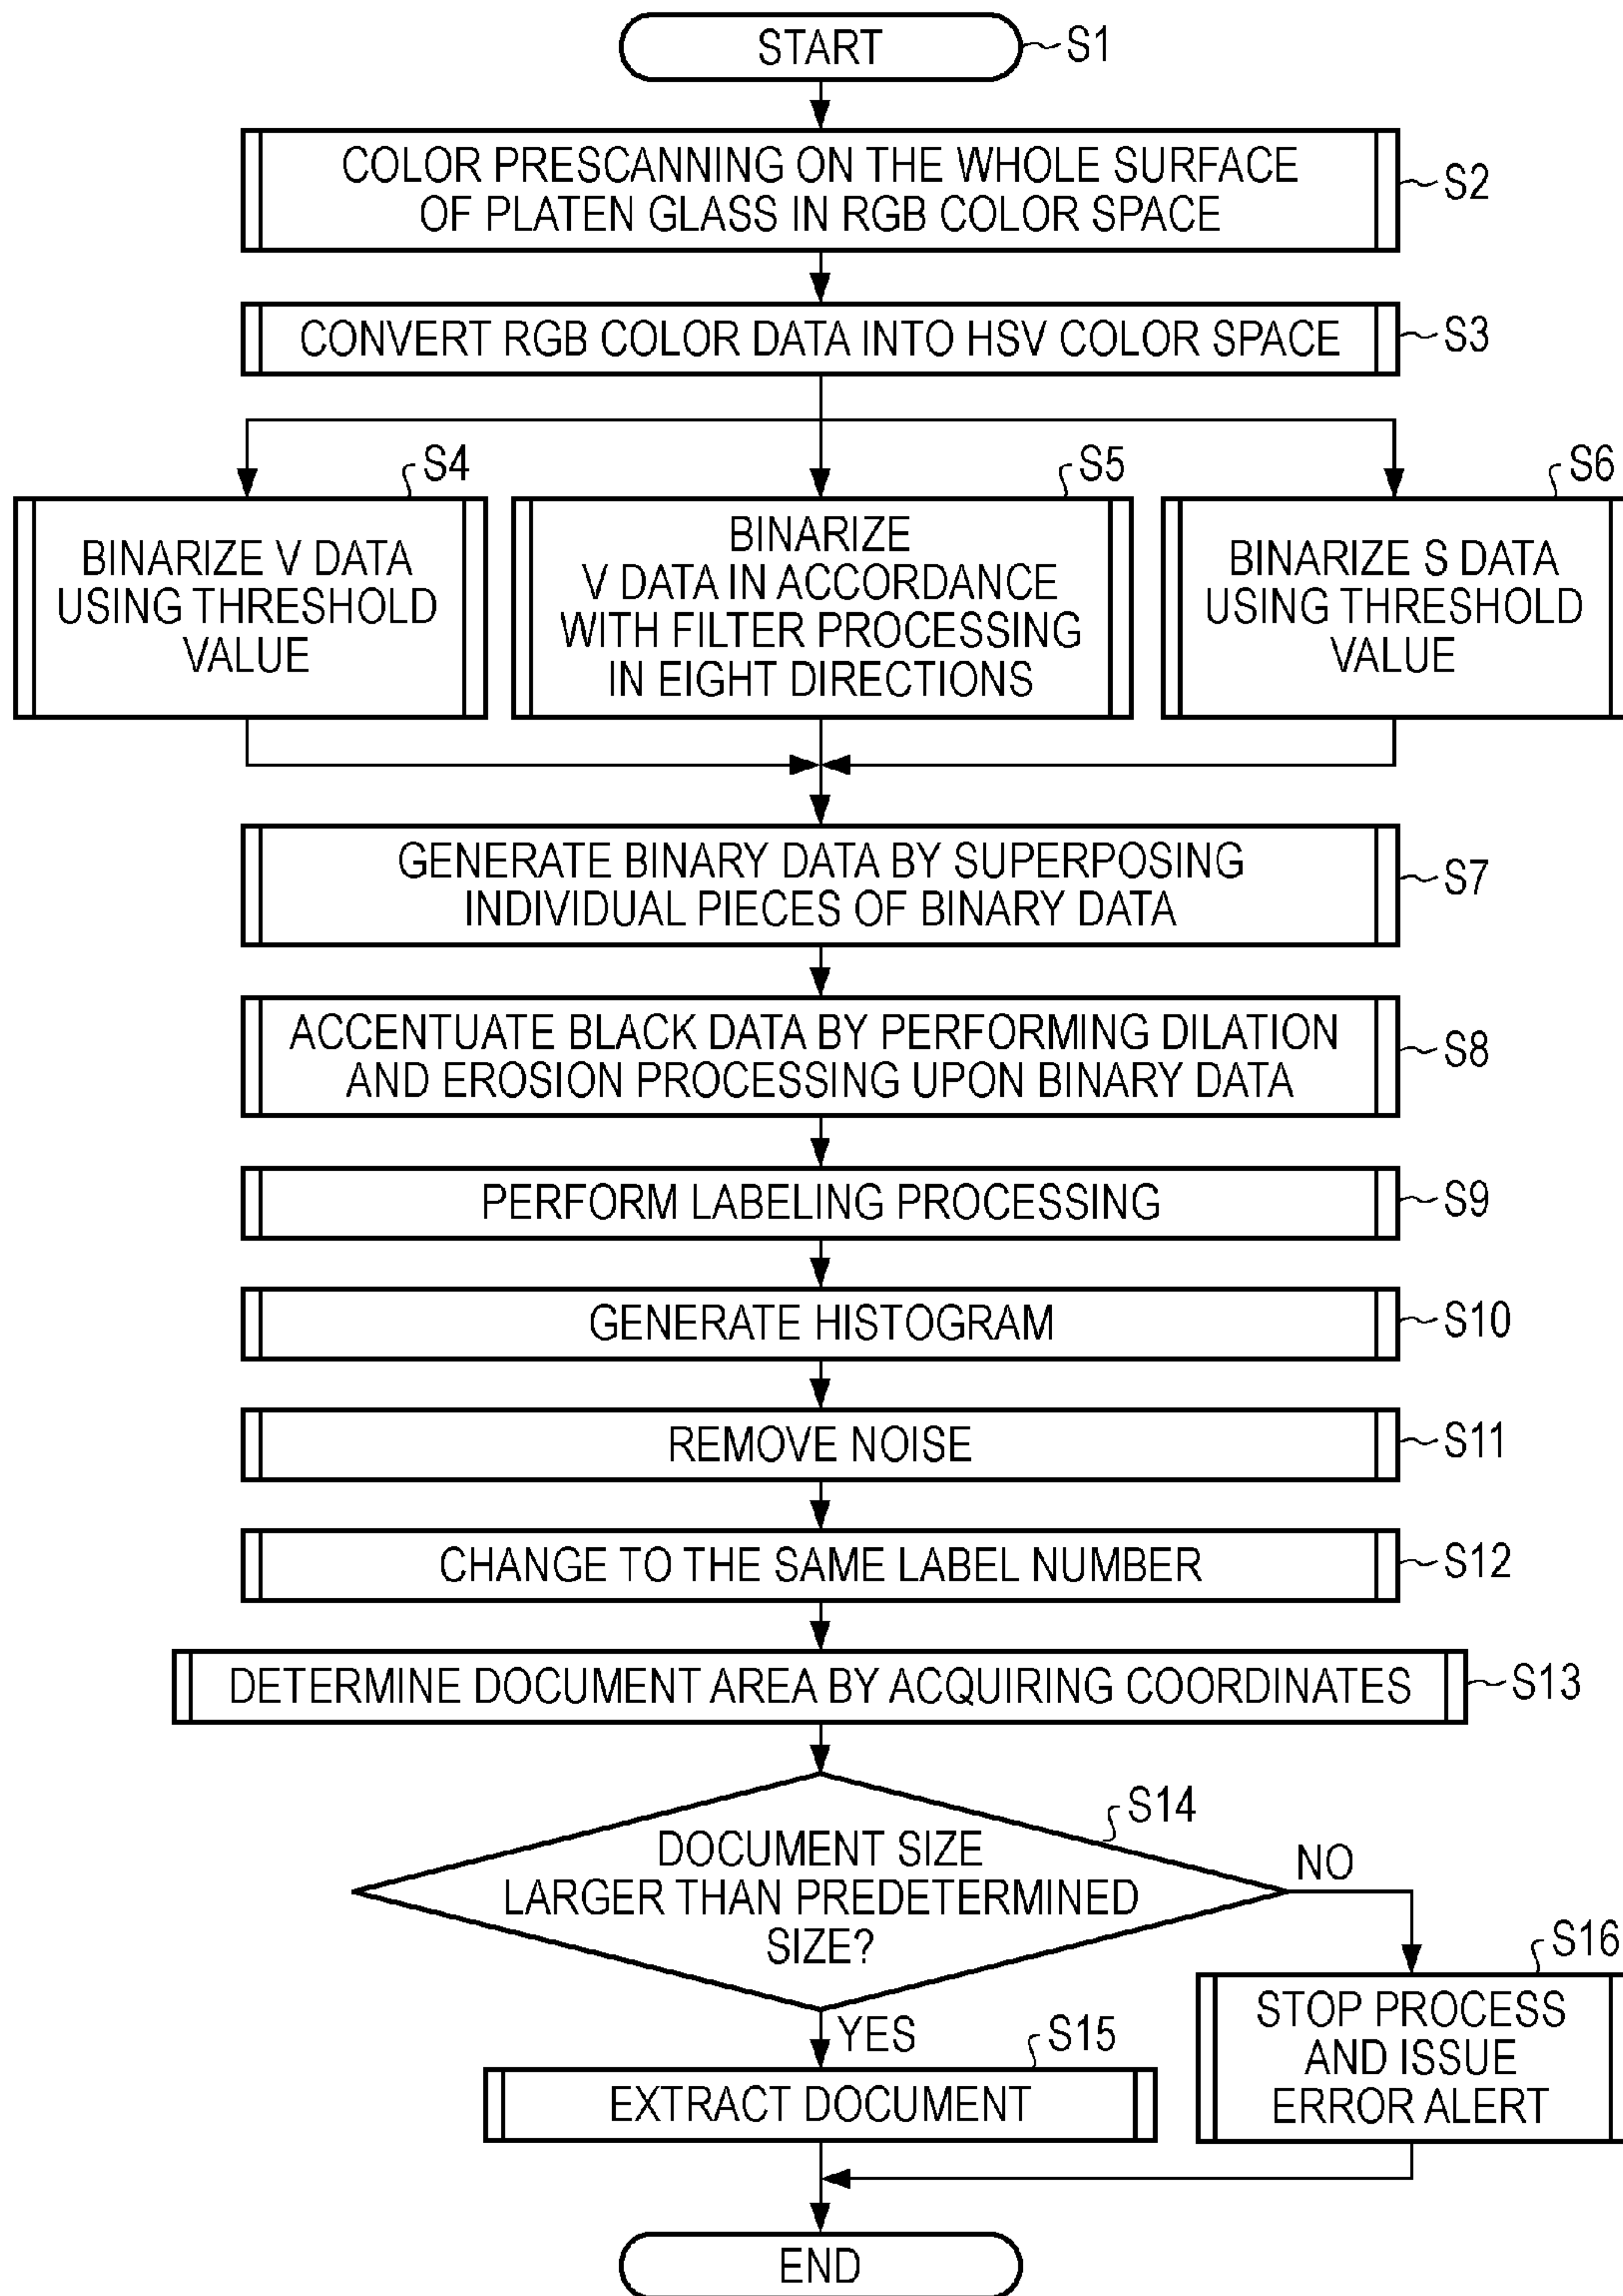 START
S1
COLOR PRESCANNING ON THE WHOLE SURFACE
OF PLATEN GLASS IN RGB COLOR SPACE
S2
CONVERT RGB COLOR DATA INTO HSV COLOR SPACE
S3
S4
BINARIZE V DATA
USING THRESHOLD
VALUE
S5
BINARIZE
V DATA IN ACCORDANCE
WITH FILTER PROCESSING
IN EIGHT DIRECTIONS
S6
BINARIZE S DATA
USING THRESHOLD
VALUE
GENERATE BINARY DATA BY SUPERPOSING
INDIVIDUAL PIECES OF BINARY DATA
S7
ACCENTUATE BLACK DATA BY PERFORMING DILATION
AND EROSION PROCESSING UPON BINARY DATA
S8
PERFORM LABELING PROCESSING
S9
GENERATE HISTOGRAM
S10
REMOVE NOISE
S11
CHANGE TO THE SAME LABEL NUMBER
S12
DETERMINE DOCUMENT AREA BY ACQUIRING COORDINATES
S13
S14
DOCUMENT SIZE
LARGER THAN PREDETERMINED
SIZE?
NO
YES
S15
EXTRACT DOCUMENT
S16
STOP PROCESS
AND ISSUE
ERROR ALERT
END